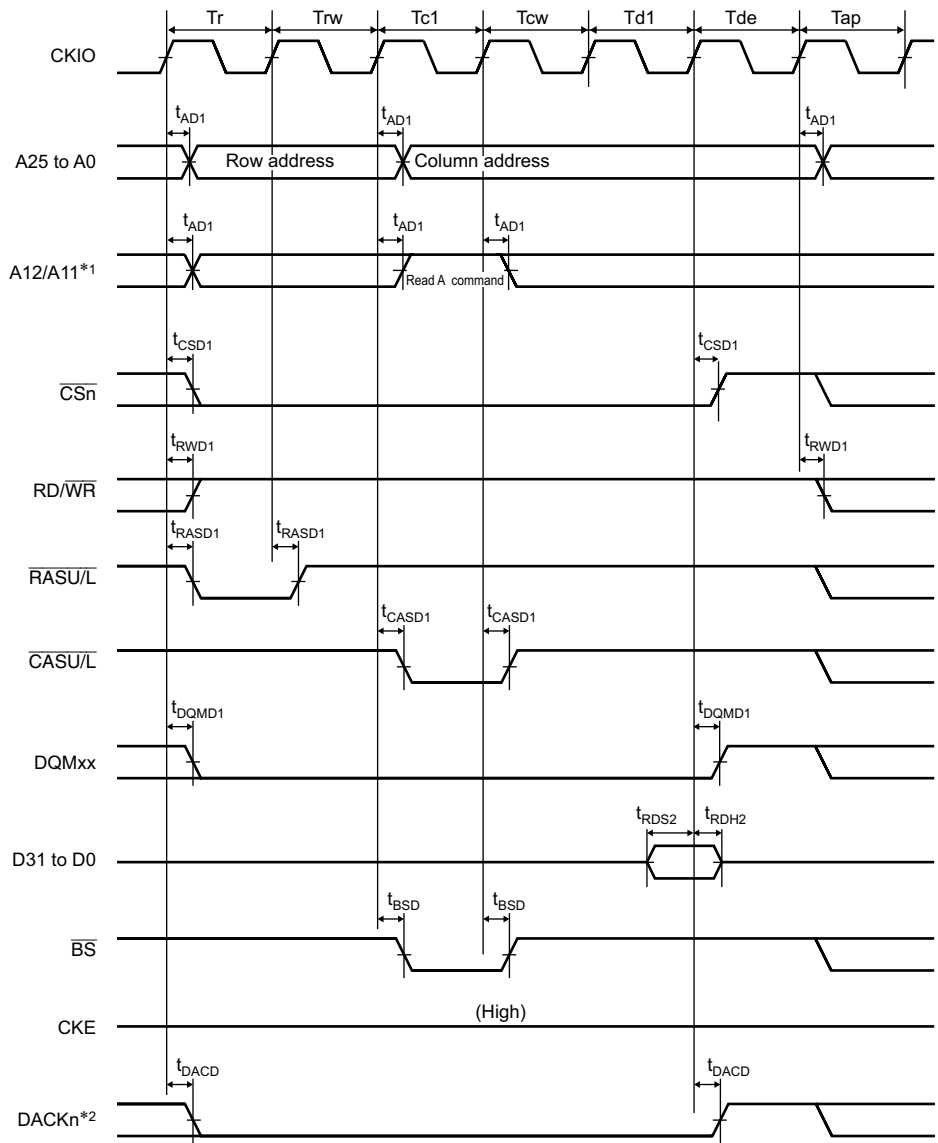 Tr Trw Tc1 Tcw Td1 Tde Tap
CKIO
tAD1 tAD1 tAD1
A25 to A0 Row address Column address
tAD1 tAD1 tAD1
A12/A11*1 Read A command
tCSD1 tCSD1
CSn
tRWD1 tRWD1
RD/WR
tRASD1 tRASD1
RASU/L
tCASD1 tCASD1
CASU/L
tDQMD1 tDQMD1
DQMxx
tRDS2 tRDH2
D31 to D0
tBSD tBSD
BS
(High)
CKE
tDACD tDACD
DACKn*2